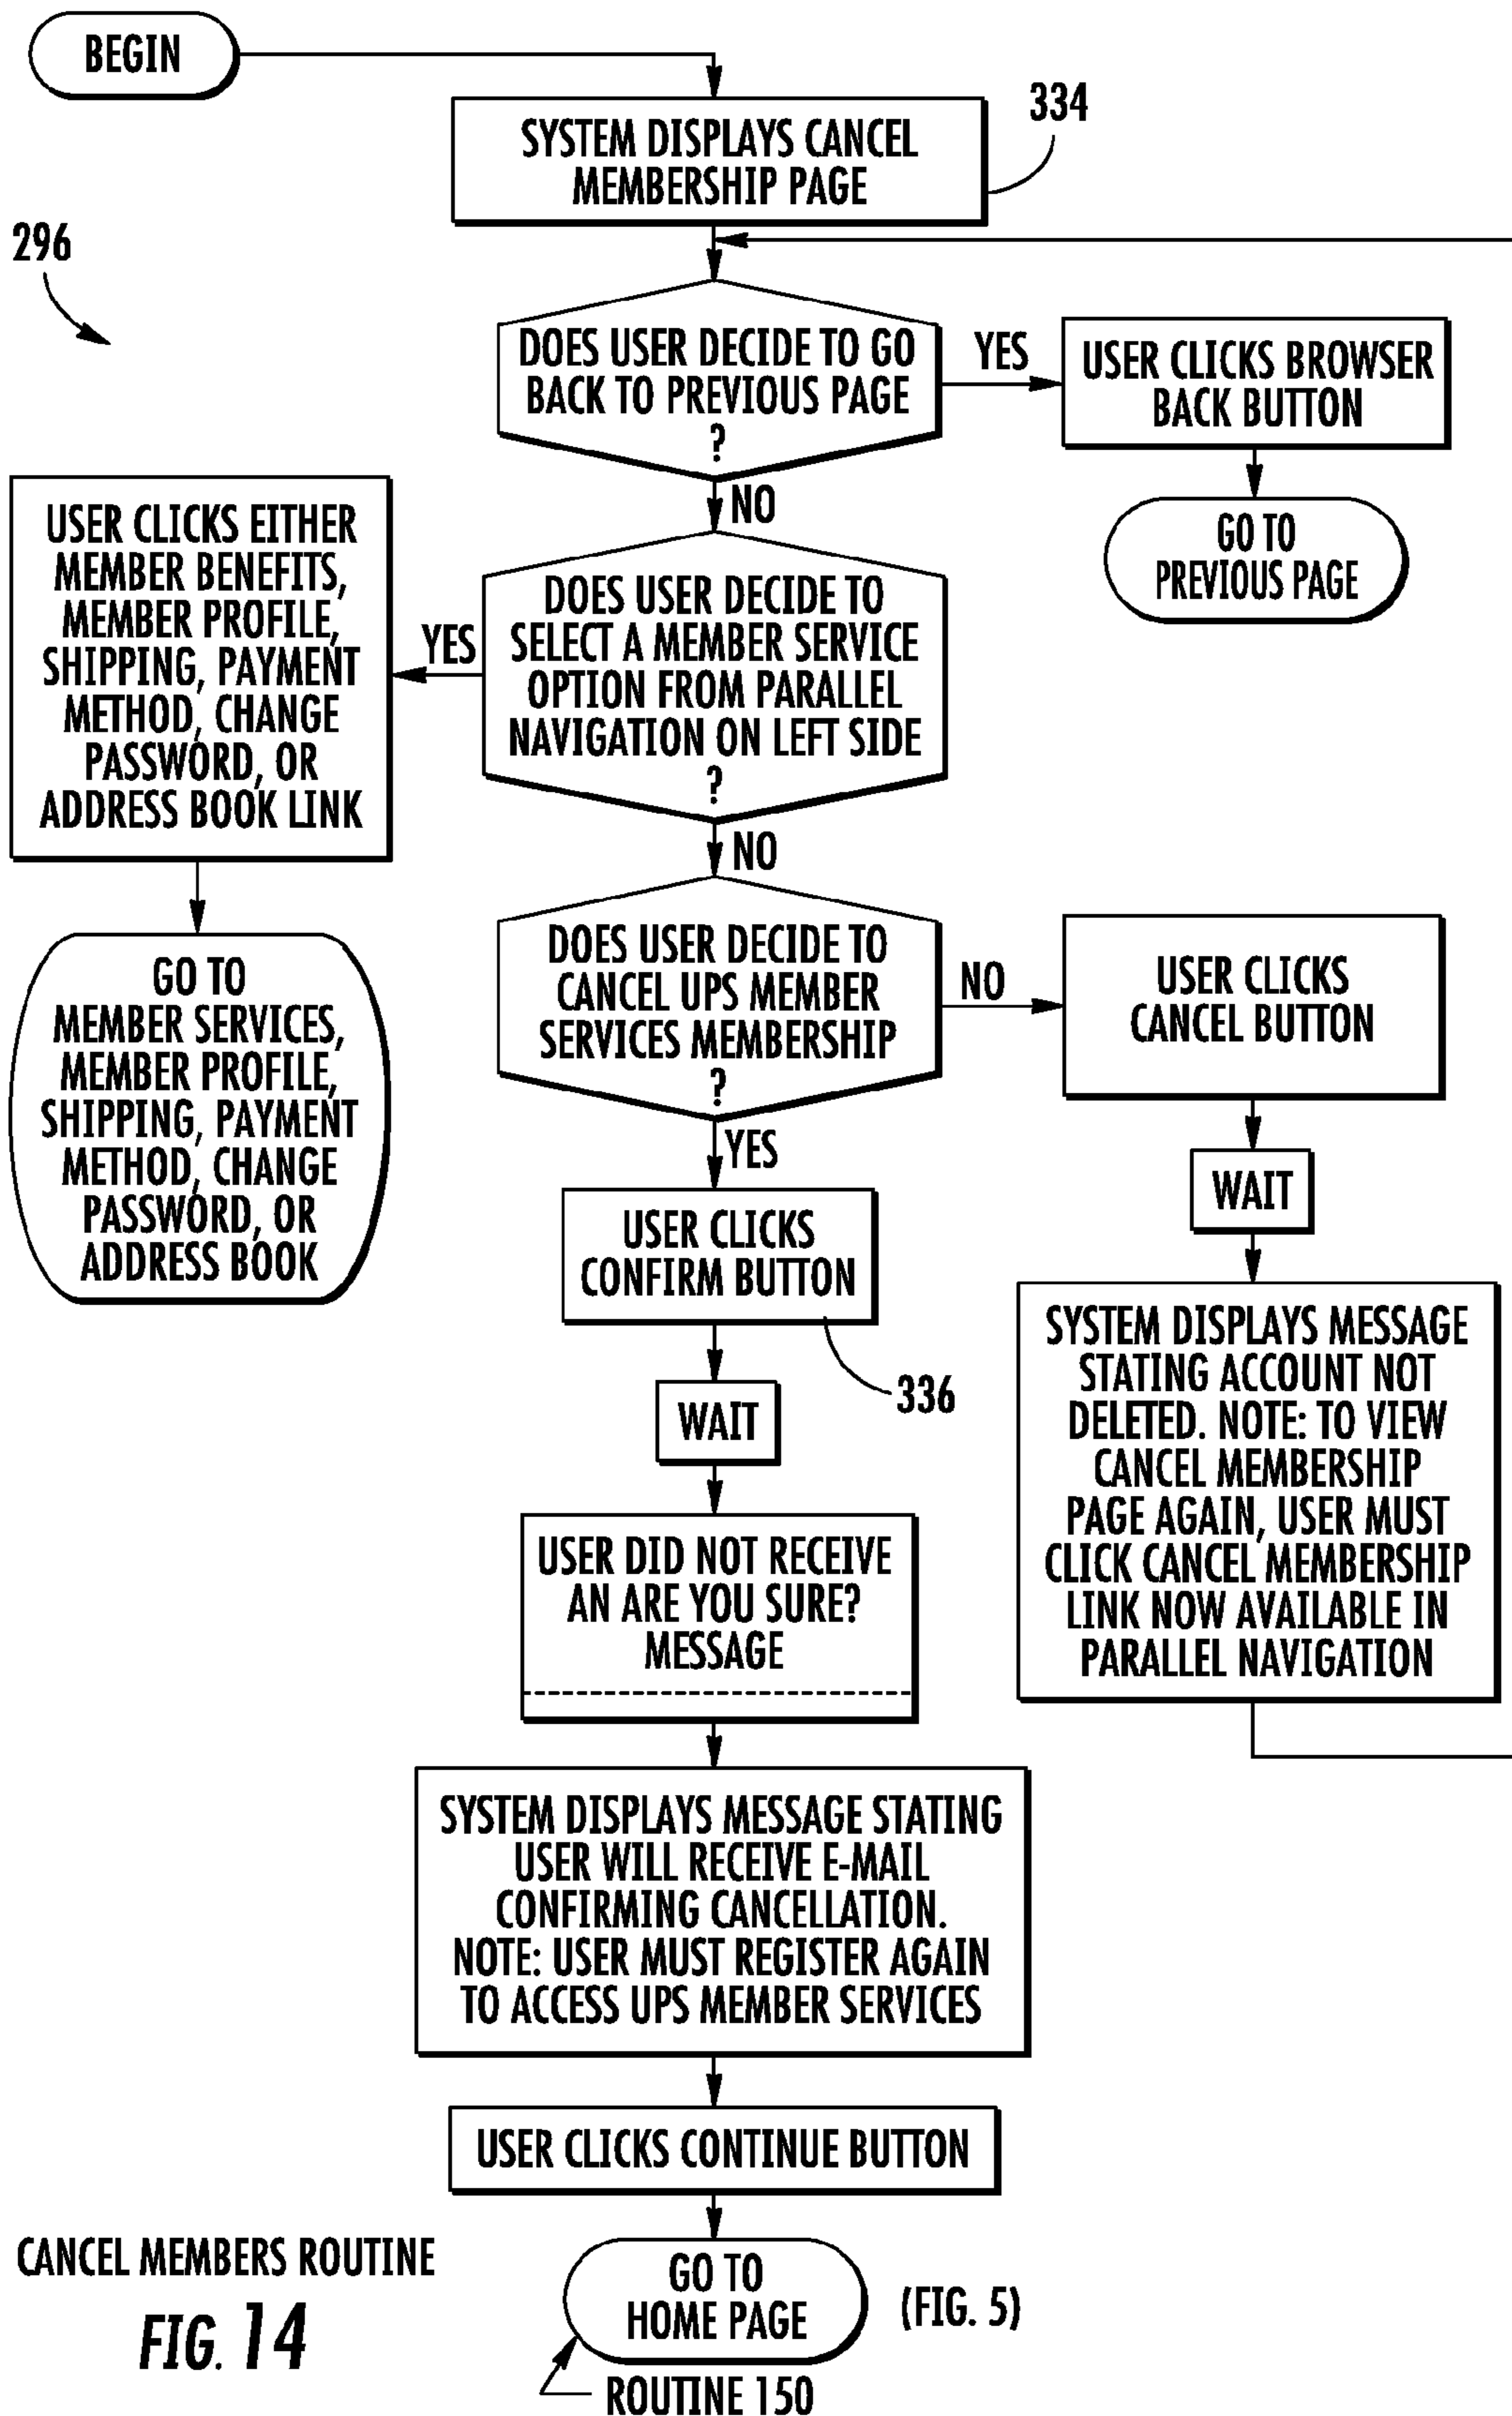 BEGIN
SYSTEM DISPLAYS CANCEL
MEMBERSHIP PAGE
334
296
DOES USER DECIDE TO GO
BACK TO PREVIOUS PAGE
?
YES
USER CLICKS BROWSER
BACK BUTTON
GO TO
PREVIOUS PAGE
NO
DOES USER DECIDE TO
SELECT A MEMBER SERVICE
OPTION FROM PARALLEL
NAVIGATION ON LEFT SIDE
?
YES
USER CLICKS EITHER
MEMBER BENEFITS,
MEMBER PROFILE,
SHIPPING, PAYMENT
METHOD, CHANGE
PASSWORD, OR
ADDRESS BOOK LINK
GO TO
MEMBER SERVICES,
MEMBER PROFILE,
SHIPPING, PAYMENT
METHOD, CHANGE
PASSWORD, OR
ADDRESS BOOK
NO
DOES USER DECIDE TO
CANCEL UPS MEMBER
SERVICES MEMBERSHIP
?
NO
USER CLICKS
CANCEL BUTTON
WAIT
SYSTEM DISPLAYS MESSAGE
STATING ACCOUNT NOT
DELETED. NOTE: TO VIEW
CANCEL MEMBERSHIP
PAGE AGAIN, USER MUST
CLICK CANCEL MEMBERSHIP
LINK NOW AVAILABLE IN
PARALLEL NAVIGATION
YES
USER CLICKS
CONFIRM BUTTON
336
WAIT
USER DID NOT RECEIVE
AN ARE YOU SURE?
MESSAGE
SYSTEM DISPLAYS MESSAGE STATING
USER WILL RECEIVE E-MAIL
CONFIRMING CANCELLATION.
NOTE: USER MUST REGISTER AGAIN
TO ACCESS UPS MEMBER SERVICES
USER CLICKS CONTINUE BUTTON
GO TO
HOME PAGE
(FIG. 5)
ROUTINE 150
CANCEL MEMBERS ROUTINE
FIG. 14